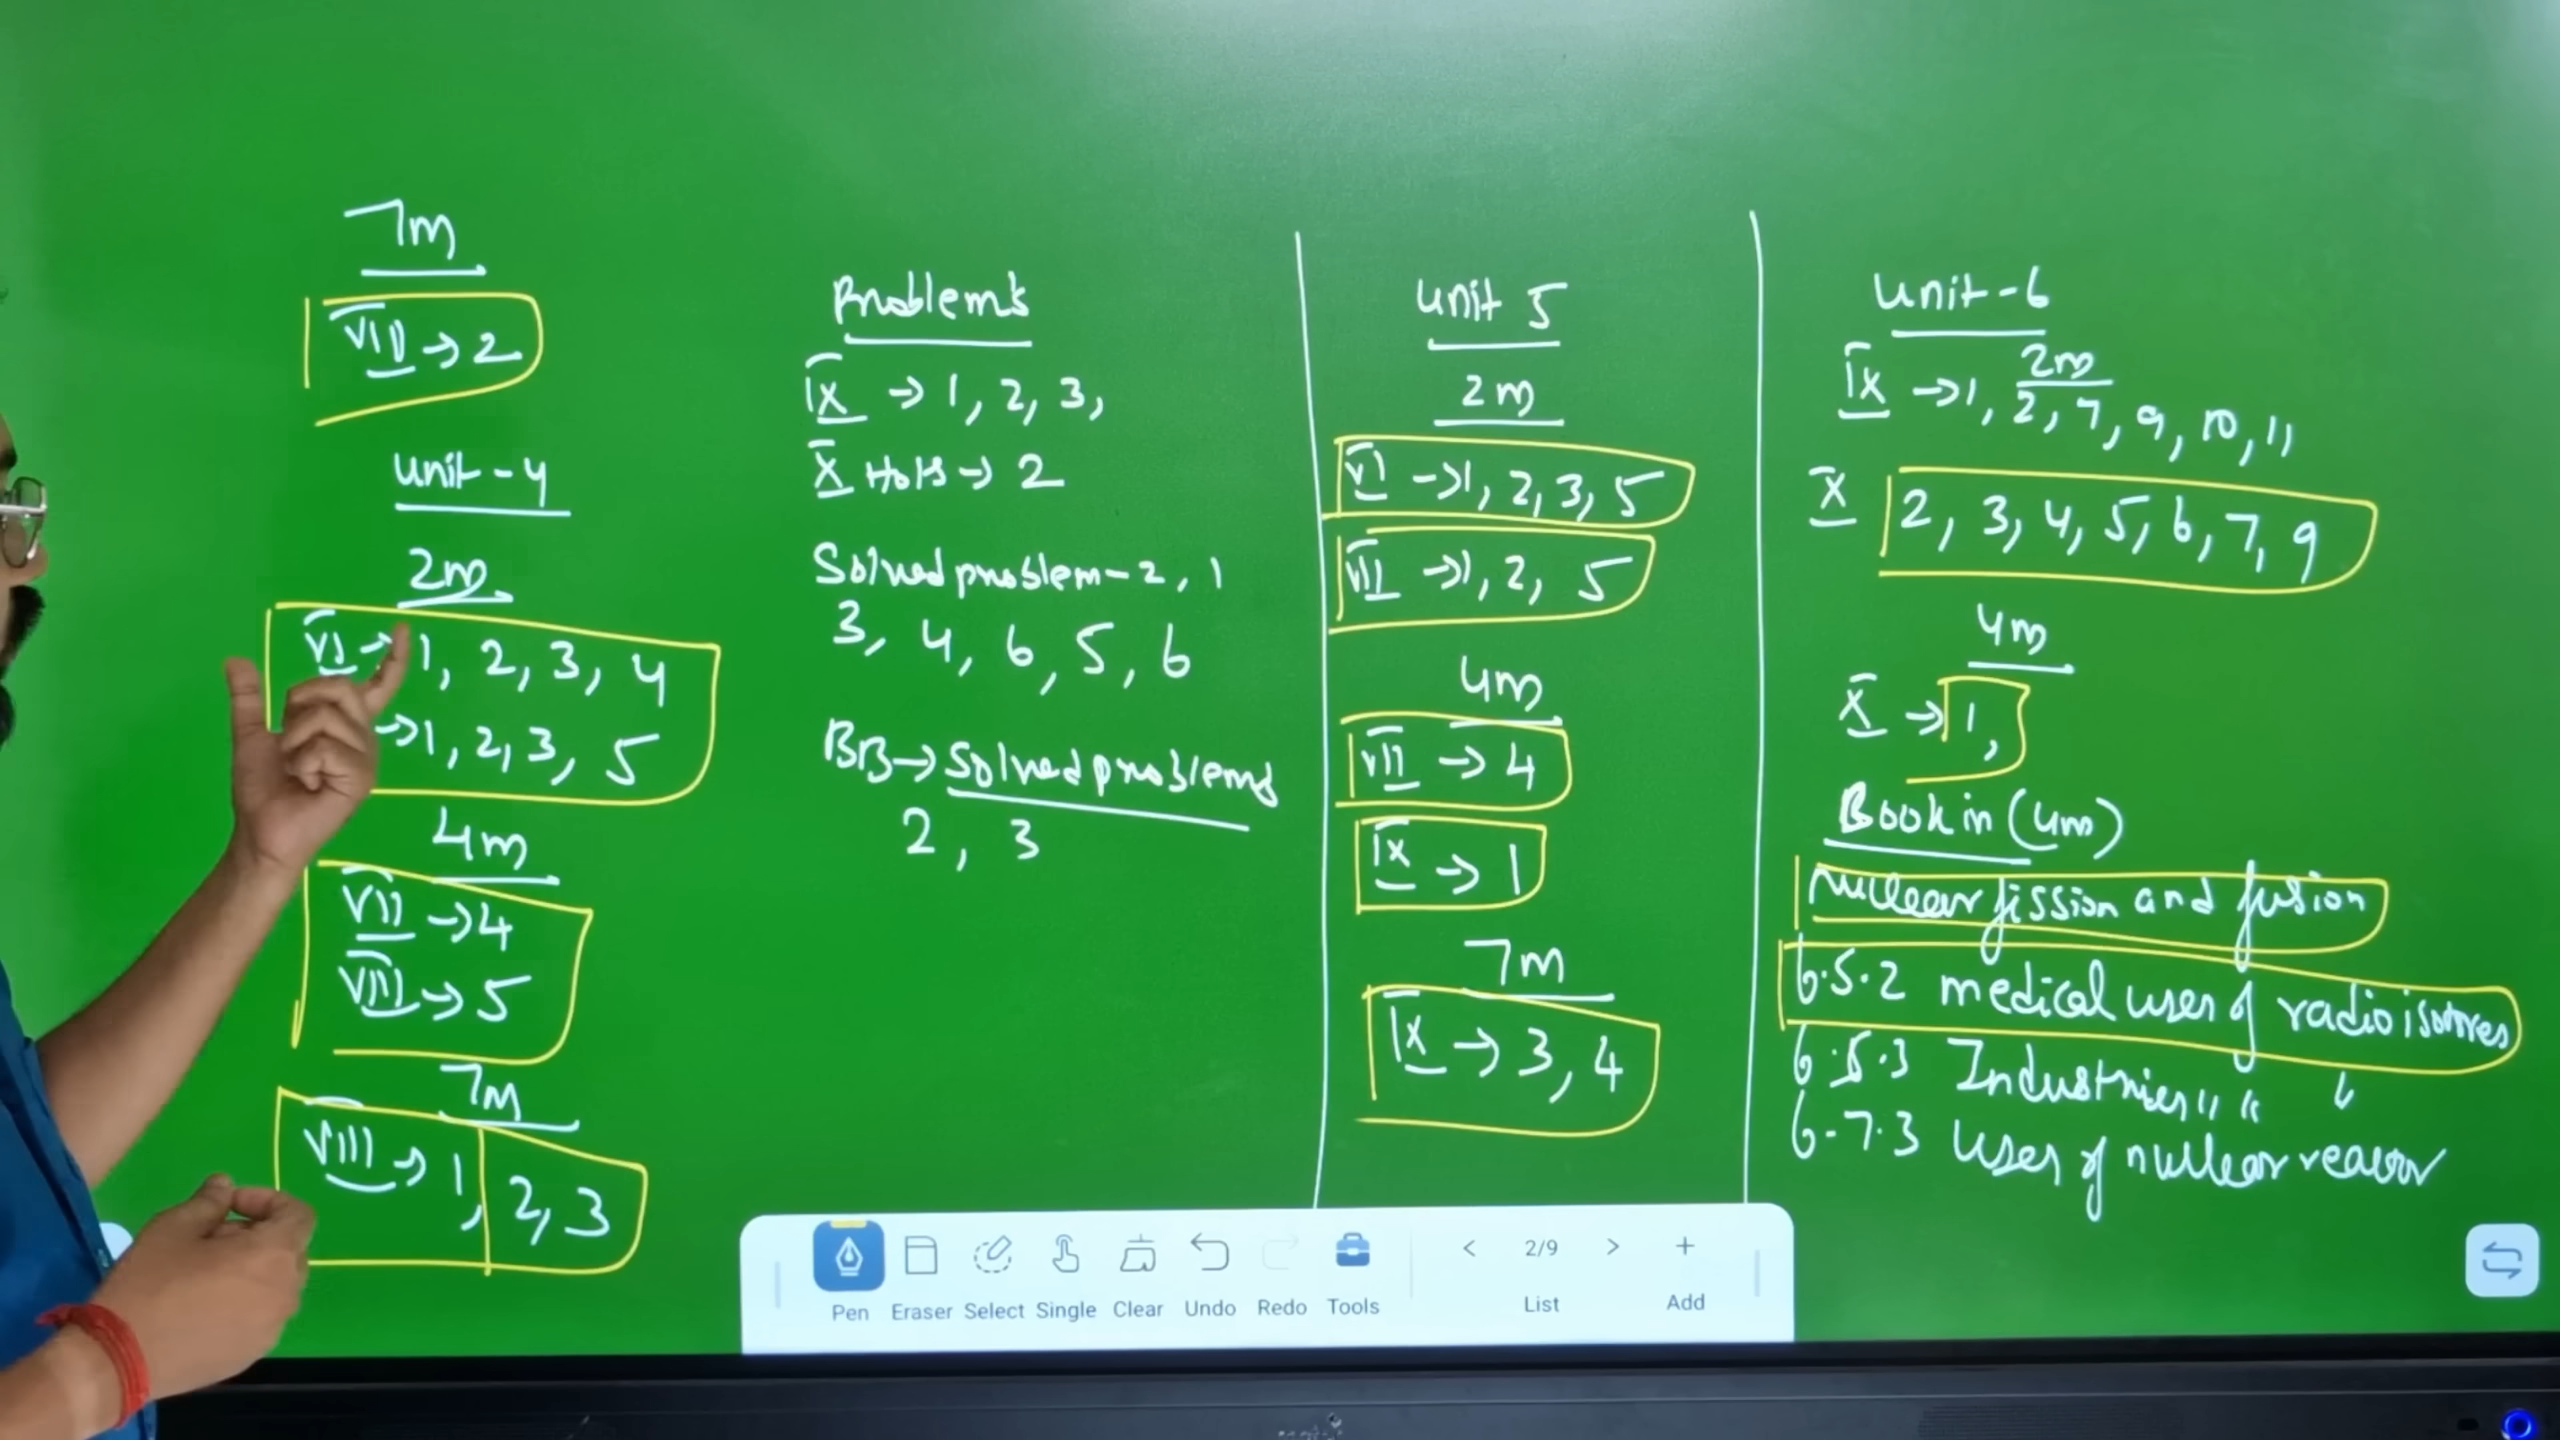 7m
VIII → 2
unit - 4
2m
VI → 1, 2, 3, 4
→ 1, 2, 3, 5
4m
VII → 4
VIII → 5
7m
VIII → 1, 2, 3
Problems
IX → 1, 2, 3,
X HOTS → 2
Solved problem - 2, 1
3, 4, 6, 5, 6
BB → Solved problems
2, 3
unit 5
2m
VI → 1, 2, 3, 5
VII → 1, 2, 5
4m
VII → 4
IX → 1
7m
IX → 3, 4
unit - 6
2m
IX → 1, 2, 7, 9, 10, 11
X 2, 3, 4, 5, 6, 7, 9
4m
X → 1,
Book in (4m)
nuclear fission and fusion
6.5.2 medical uses of radio isotopes
6.5.3 Industries 〃 〃
6-7.3 uses of nuclear reactor
Pen Eraser Select Single Clear Undo Redo Tools
< 2/9 > +
List Add